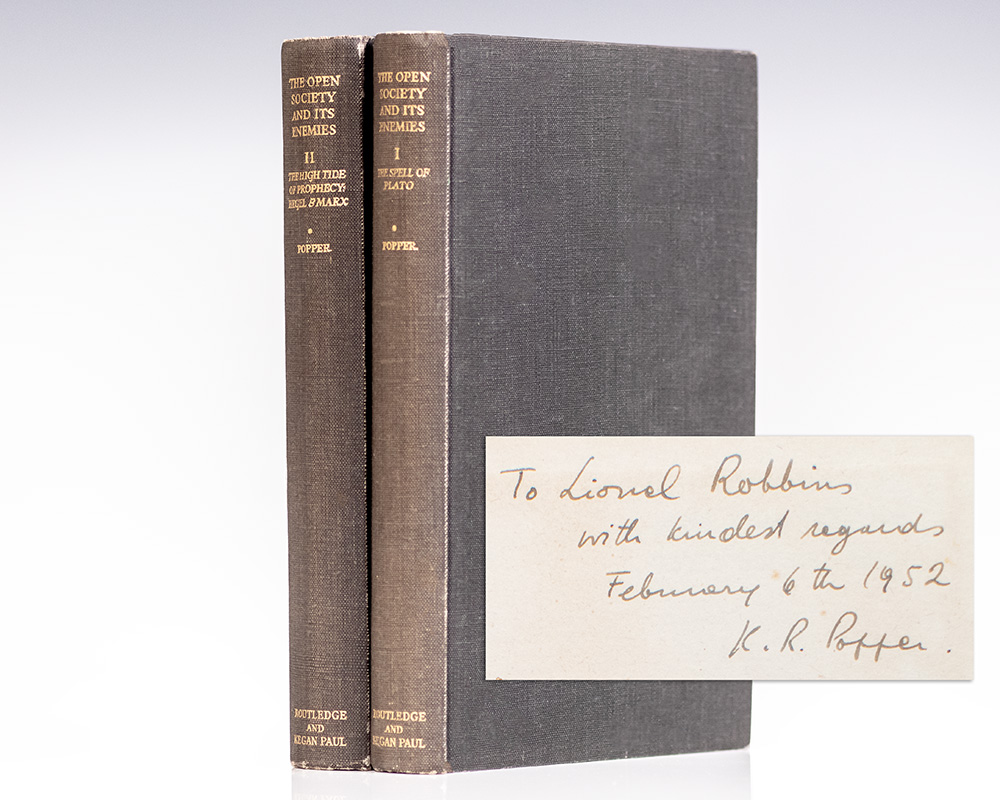 THE OPEN
SOCIETY
AND ITS
ENEMIES
II
THE HIGH TIDE
OF PROPHECY:
HEGEL & MARX
POPPER
ROUTLEDGE
AND
KEGAN PAUL
THE OPEN
SOCIETY
AND ITS
ENEMIES
I
THE SPELL OF
PLATO
POPPER
ROUTLEDGE
AND
KEGAN PAUL
To Lionel Robbins
with kindest regards
February 6th 1952
K. R. Popper.